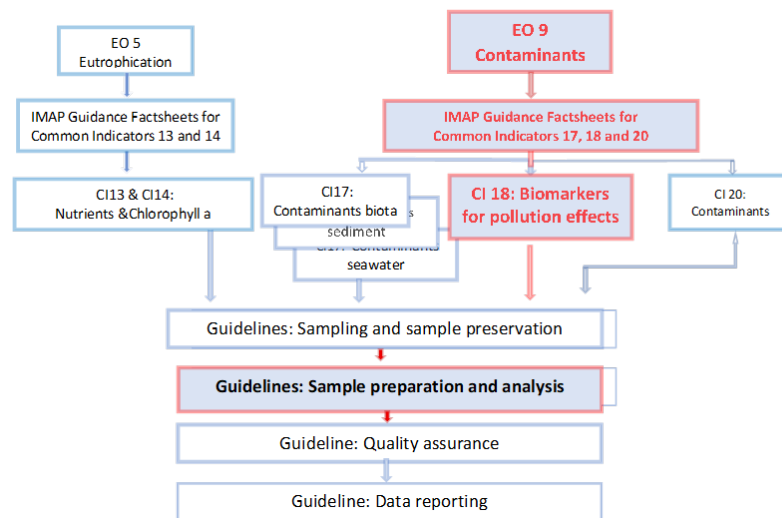 EO 5
Eutrophication
EO 9
Contaminants
IMAP Guidance Factsheets for
Common Indicators 13 and 14
IMAP Guidance Factsheets for
Common Indicators 17, 18 and 20
CI13 & CI14:
Nutrients &Chlorophyll a
CI17:
Contaminants biota
s
sediment
Contaminants
seawater
CI 18: Biomarkers
for pollution effects
CI 20:
Contaminants
Guidelines: Sampling and sample preservation
Guidelines: Sample preparation and analysis
Guideline: Quality assurance
Guideline: Data reporting